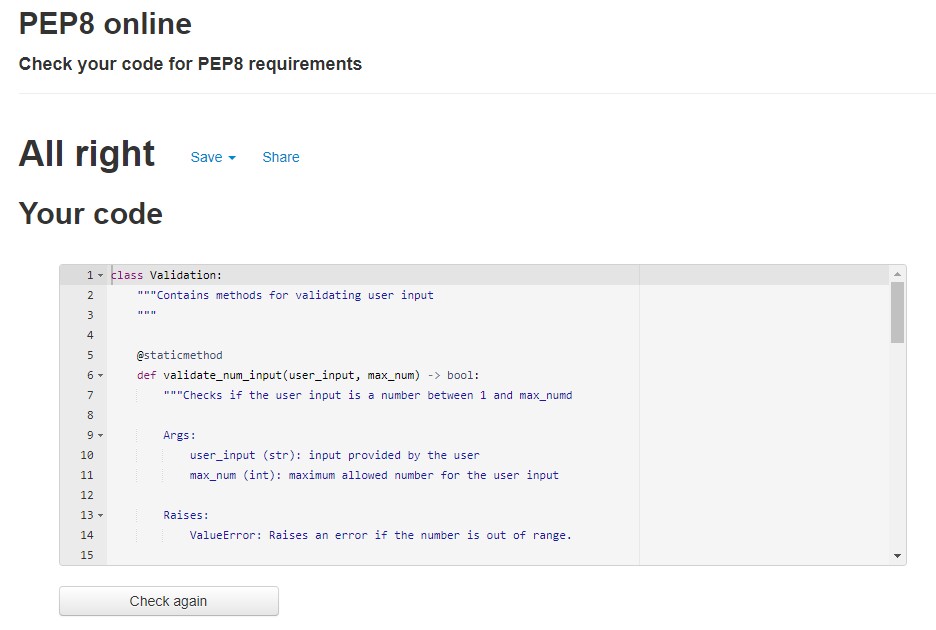 PEP8 online
Check your code for PEP8 requirements
All right Save Share
Your code
1 class Validation:
2 """Contains methods for validating user input
3 """
4
5 @staticmethod
6 def validate_num_input(user_input, max_num) -> bool:
7 """Checks if the user input is a number between 1 and max_numd
8
9 Args:
10 user_input (str): input provided by the user
11 max_num (int): maximum allowed number for the user input
12
13 Raises:
14 ValueError: Raises an error if the number is out of range.
15
Check again